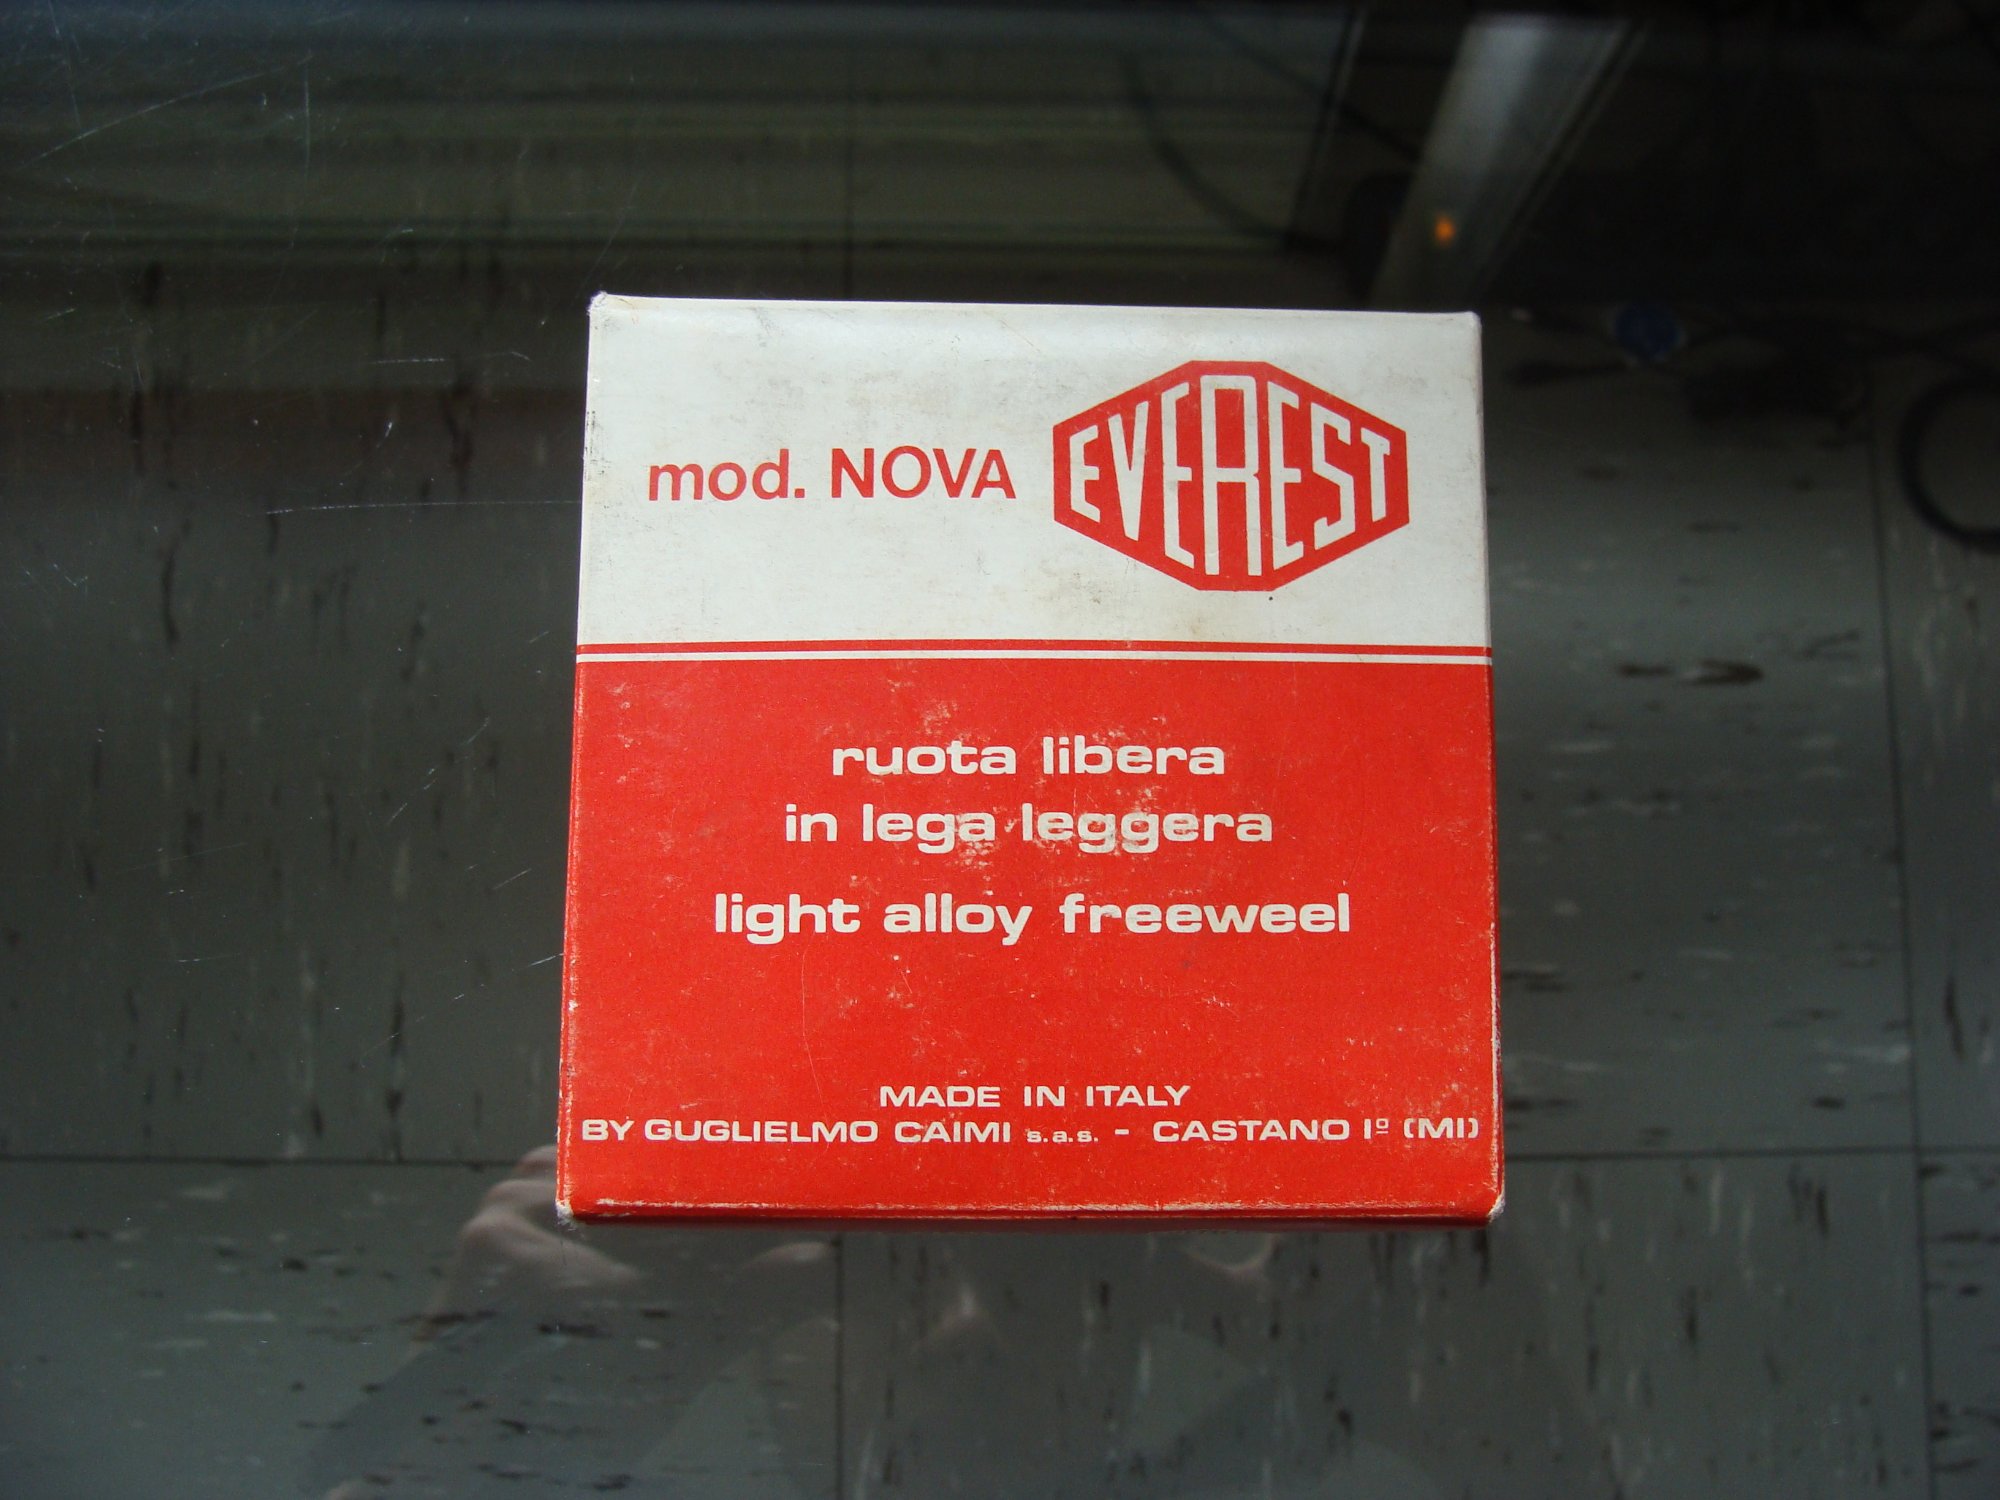 mod. NOVA EVEREST
ruota libera
in lega leggera
light alloy freeweel
MADE IN ITALY
BY GUGLIELMO CAIMI s.a.s. - CASTANO Iº (MI)